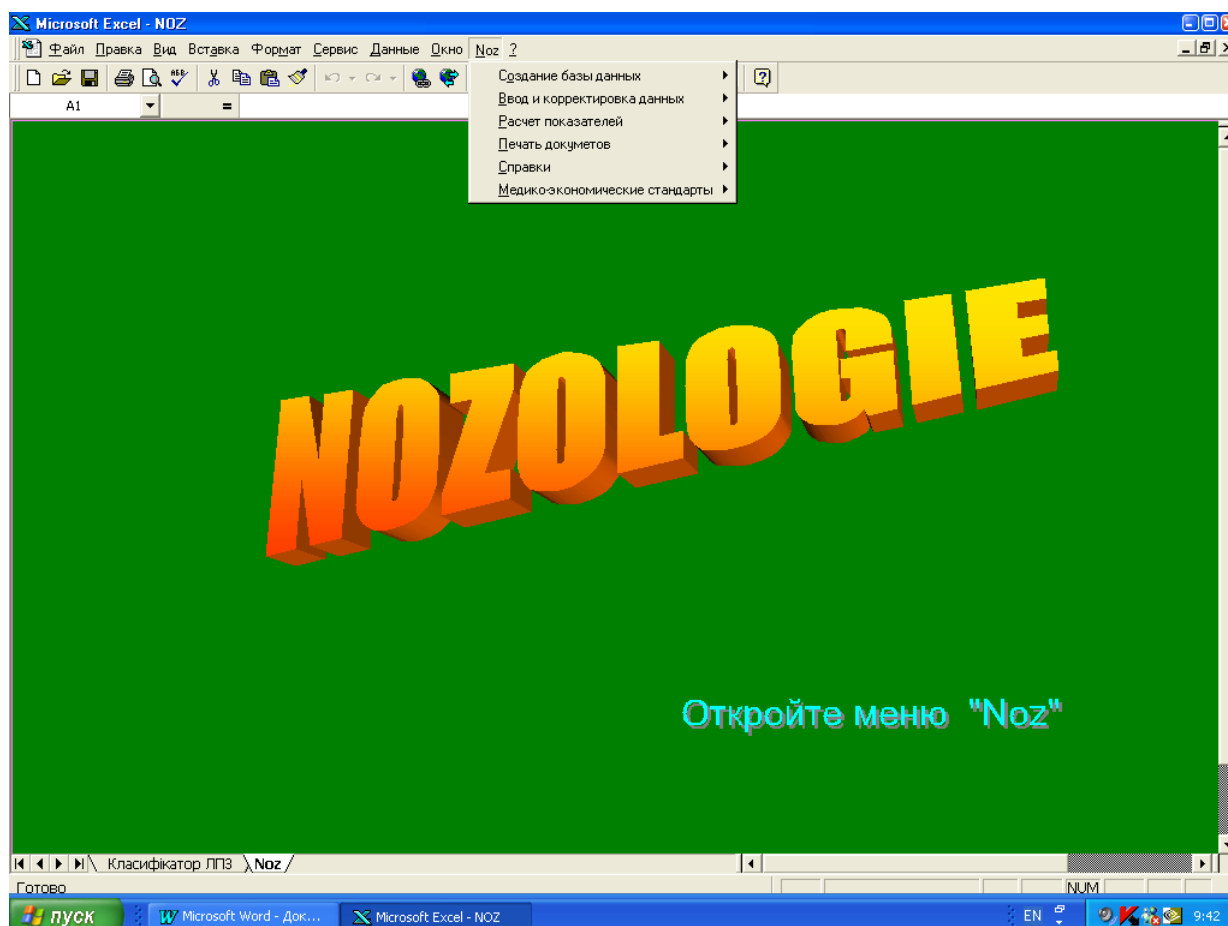 Microsoft Excel - NOZ
Файл Правка Вид Вставка Формат Сервис Данные Окно Noz ?
A1 =
Создание базы данных
Ввод и корректировка данных
Расчет показателей
Печать докуметов
Справки
Медико-экономические стандарты
NOZOLOGIE
Откройте меню "Noz"
Класифікатор ЛПЗ Noz
Готово NUM
пуск Microsoft Word - Док... Microsoft Excel - NOZ EN 9:42